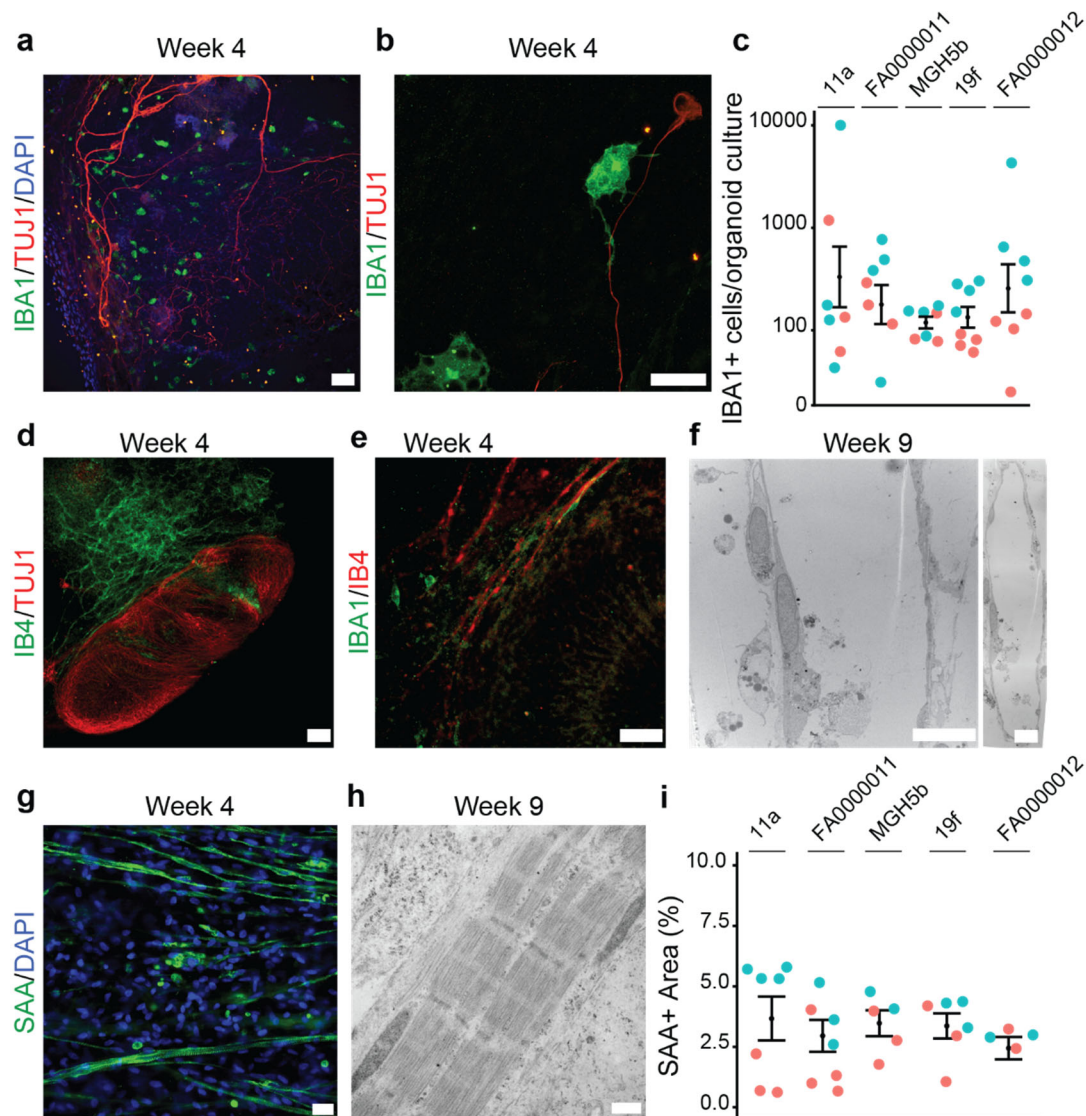 a
Week 4
IBA1/TUJ1/DAPI
b
Week 4
IBA1/TUJ1
c
11a
FA0000011
MGH5b
19f
FA0000012
IBA1+ cells/organoid culture
10000
1000
100
0
d
Week 4
IB4/TUJ1
e
Week 4
IBA1/IB4
f
Week 9
g
Week 4
SAA/DAPI
h
Week 9
i
11a
FA0000011
MGH5b
19f
FA0000012
SAA+ Area (%)
10.0
7.5
5.0
2.5
0.0